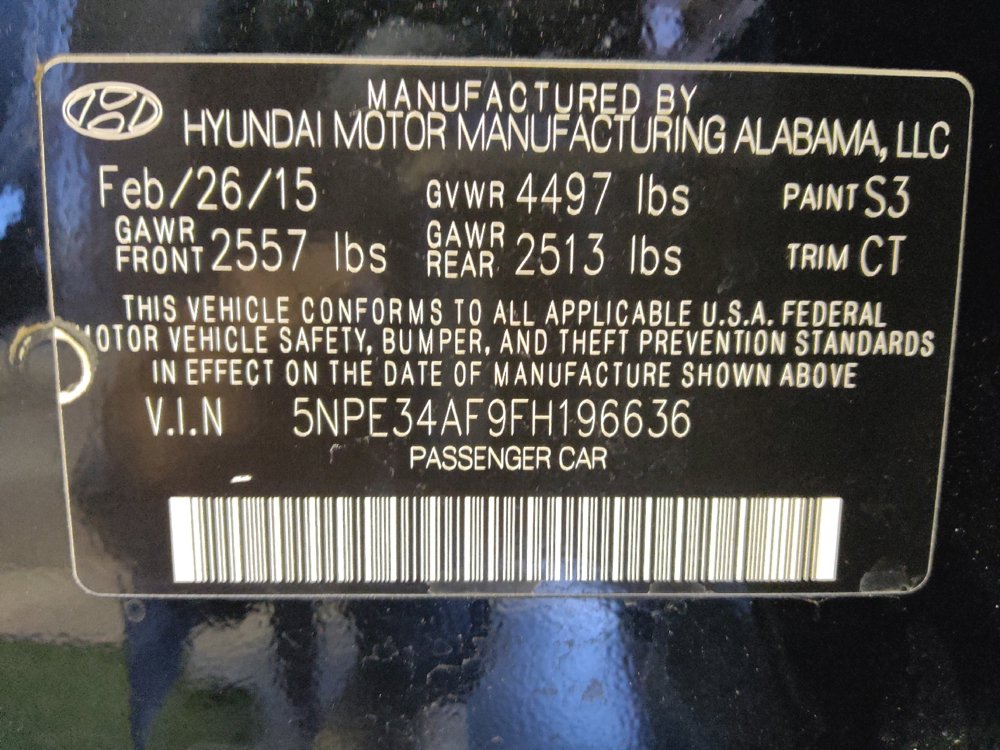 MANUFACTURED BY
HYUNDAI MOTOR MANUFACTURING ALABAMA, LLC
Feb/26/15 GVWR 4497 lbs PAINT S3
GAWR FRONT 2557 lbs GAWR REAR 2513 lbs TRIM CT
THIS VEHICLE CONFORMS TO ALL APPLICABLE U.S.A. FEDERAL
MOTOR VEHICLE SAFETY, BUMPER, AND THEFT PREVENTION STANDARDS
IN EFFECT ON THE DATE OF MANUFACTURE SHOWN ABOVE
V.I.N 5NPE34AF9FH196636
PASSENGER CAR